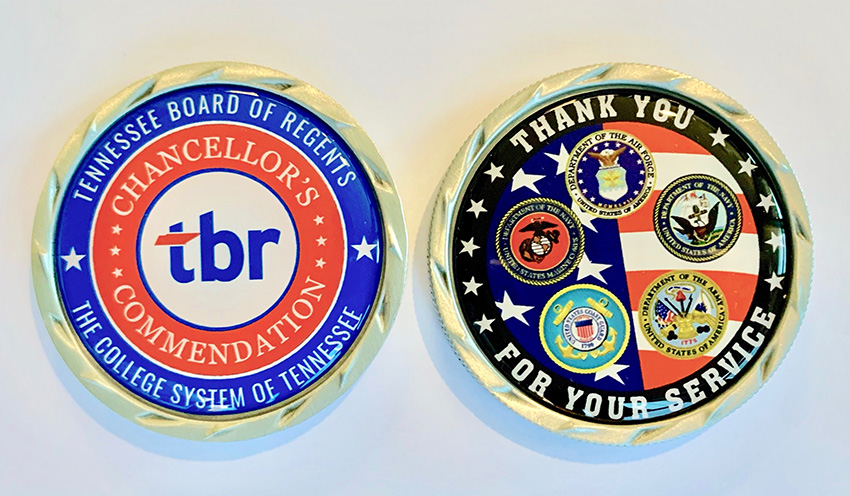 TENNESSEE BOARD OF REGENTS
CHANCELLOR'S
tbr
COMMENDATION
THE COLLEGE SYSTEM OF TENNESSEE
THANK YOU
DEPARTMENT OF THE AIR FORCE
UNITED STATES OF AMERICA
DEPARTMENT OF THE NAVY
UNITED STATES OF AMERICA
DEPARTMENT OF THE NAVY
UNITED STATES MARINE CORPS
UNITED STATES COAST GUARD
1790
DEPARTMENT OF THE ARMY
1775
UNITED STATES OF AMERICA
FOR YOUR SERVICE